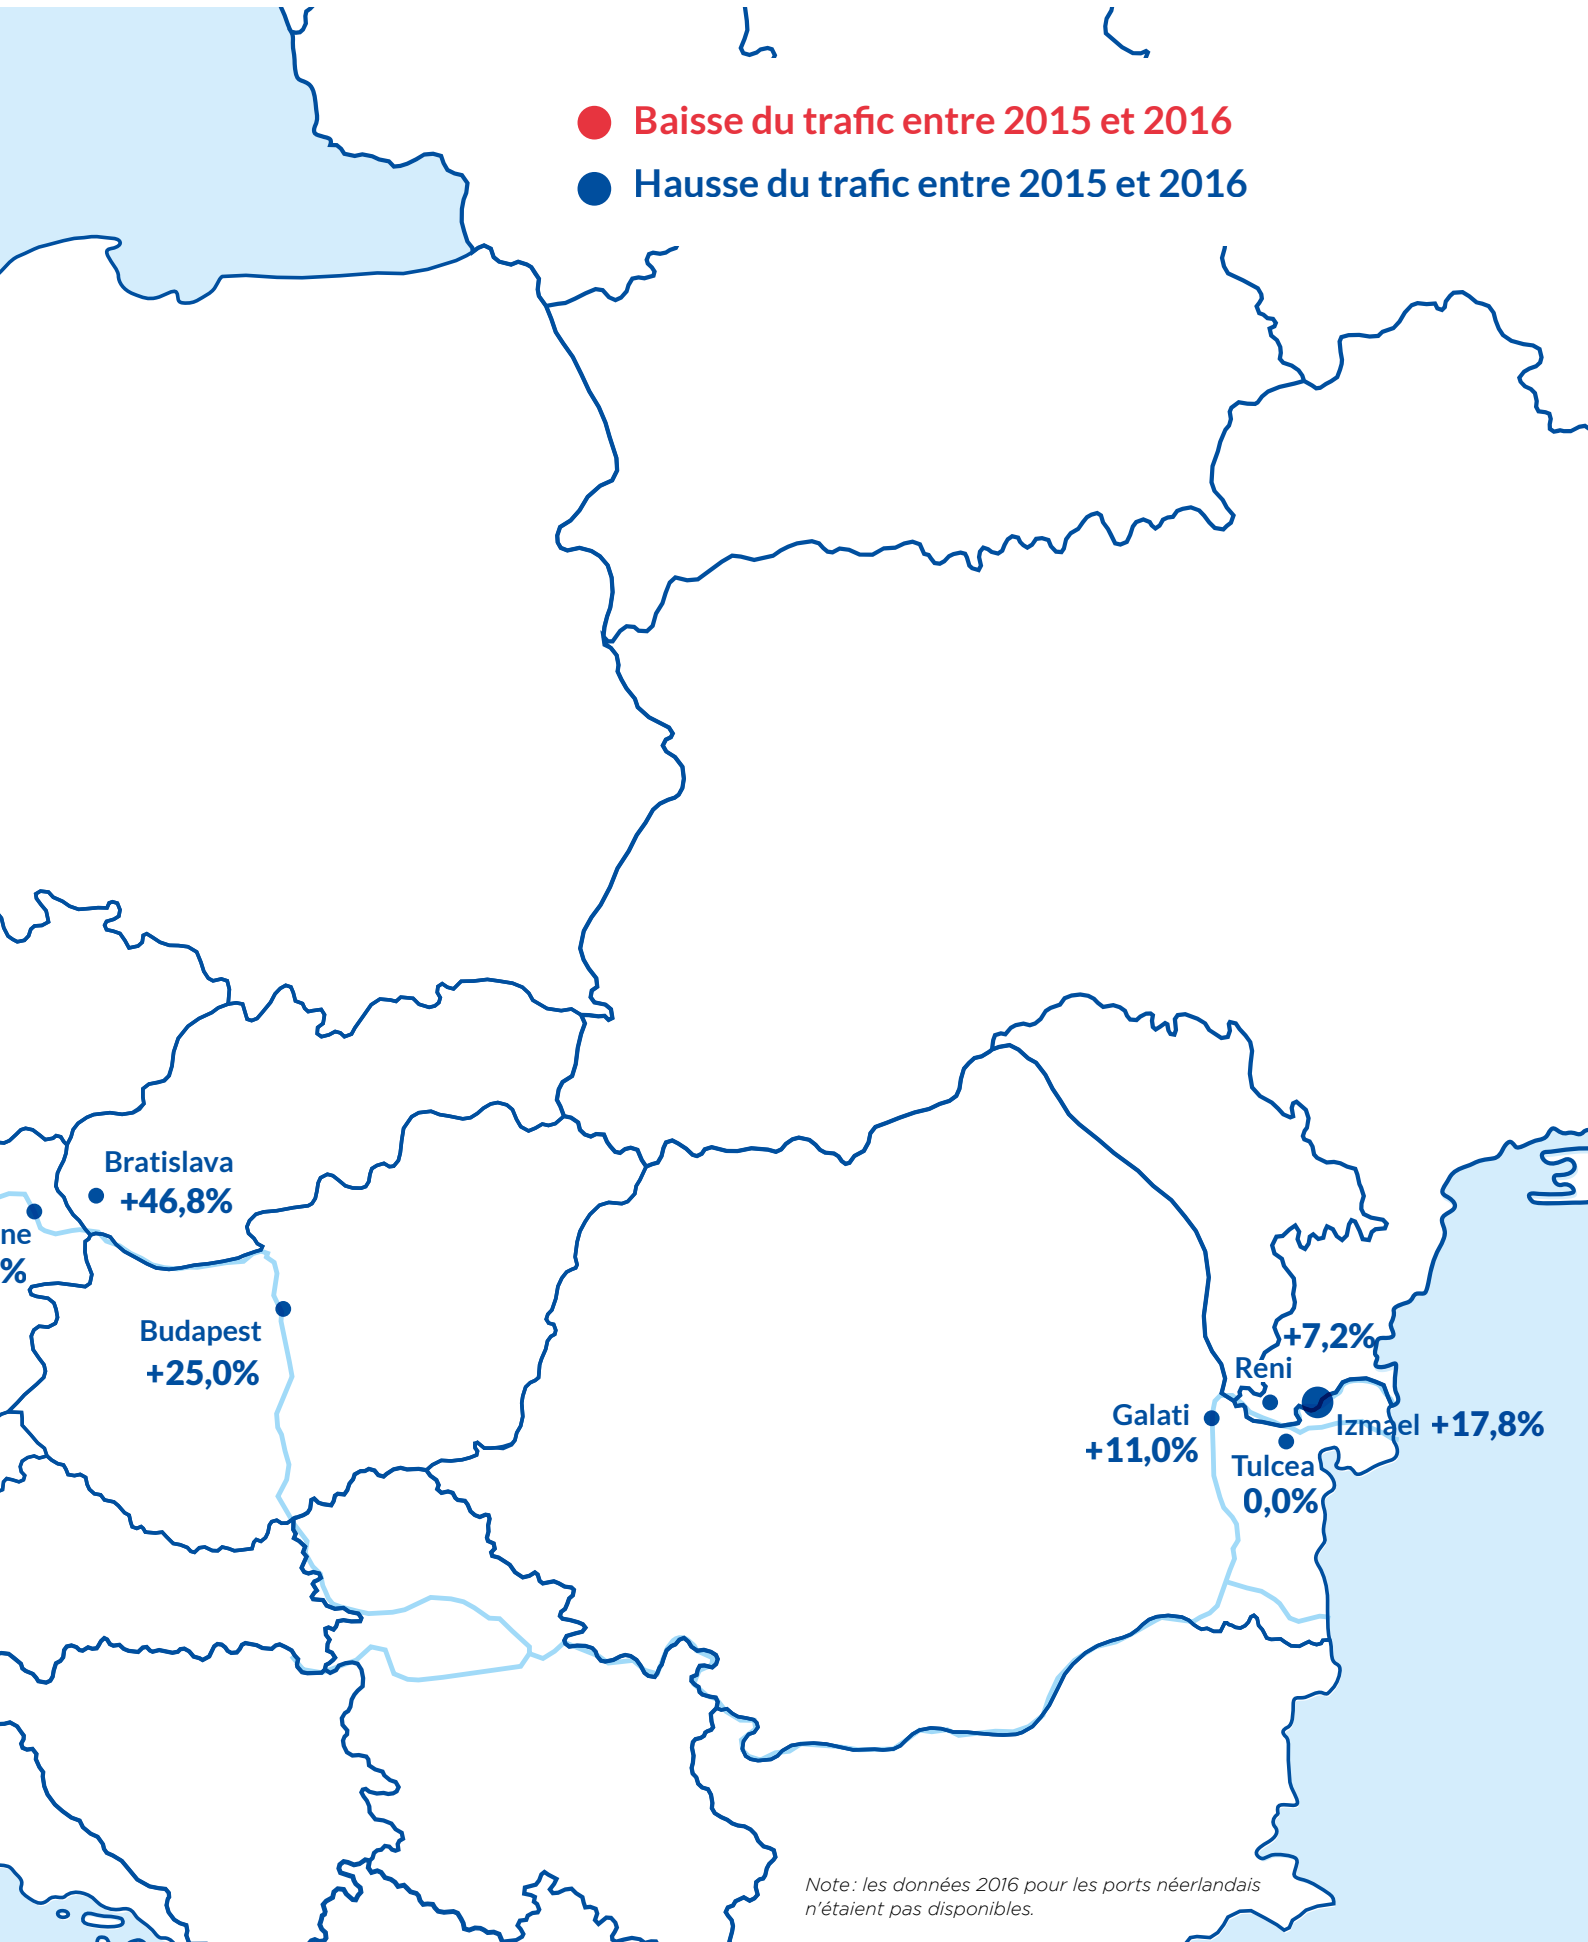 Baisse du trafic entre 2015 et 2016
Hausse du trafic entre 2015 et 2016
Bratislava
+46,8%
ne
%
Budapest
+25,0%
+7,2%
Réni
Galati
+11,0%
Izmael +17,8%
Tulcea
0,0%
Note : les données 2016 pour les ports néerlandais
n'étaient pas disponibles.